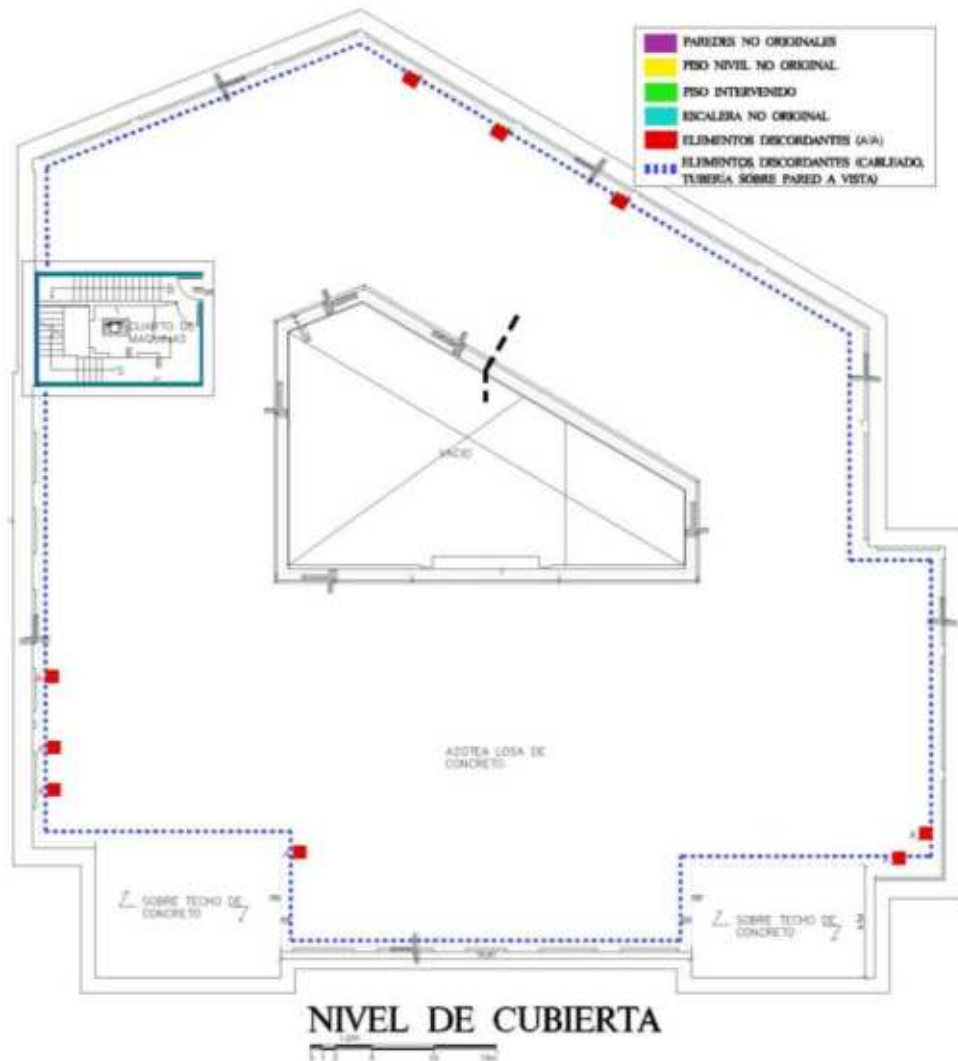 PAREDES NO ORIGINALES
PISO NIVEL NO ORIGINAL
PISO INTERVENIDO
ESCALERA NO ORIGINAL
ELEMENTOS DISCORDANTES (A/A)
ELEMENTOS DISCORDANTES (CABLEADO,
TUBERIA SOBRE PARED A VISTA)
CUARTO DE
MAQUINAS
VACIO
AZOTEA LOSA DE
CONCRETO
SOBRE TECHO DE
CONCRETO
SOBRE TECHO DE
CONCRETO
NIVEL DE CUBIERTA